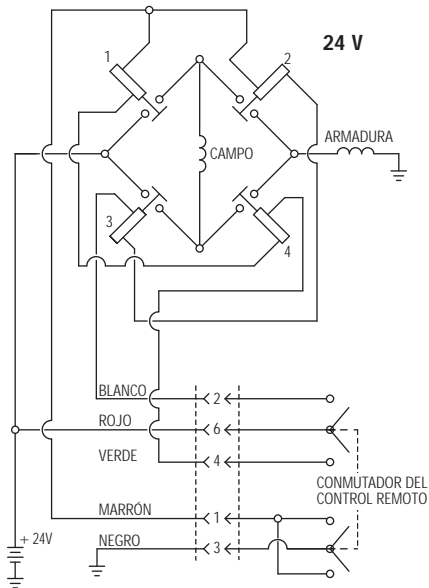 24 V
1
2
ARMADURA
CAMPO
3
4
BLANCO
2
ROJO
6
VERDE
4
CONMUTADOR DEL
CONTROL REMOTO
MARRÓN
1
+ 24V
NEGRO
3